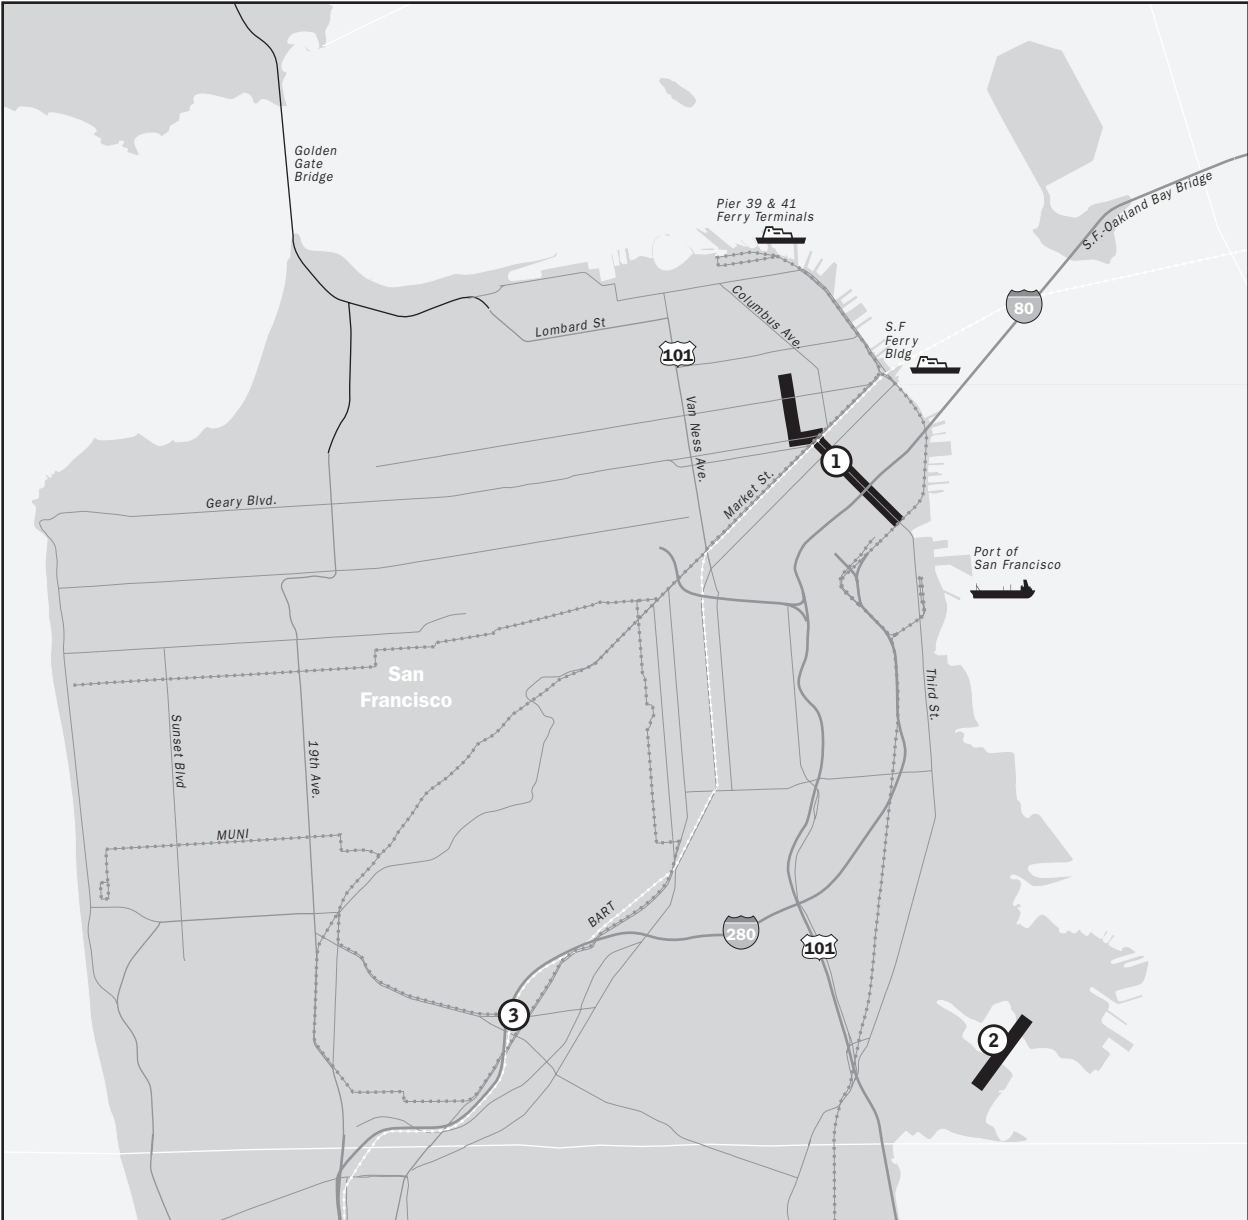 Golden
Gate
Bridge
Pier 39 & 41
Ferry Terminals
S.F.-Oakland Bay Bridge
80
Columbus Ave.
Lombard St
101
S.F
Ferry
Bldg
Van Ness Ave.
1
Market St.
Geary Blvd.
Port of
San Francisco
San
Francisco
Third St.
Sunset Blvd
19th Ave.
MUNI
BART
280
101
3
2